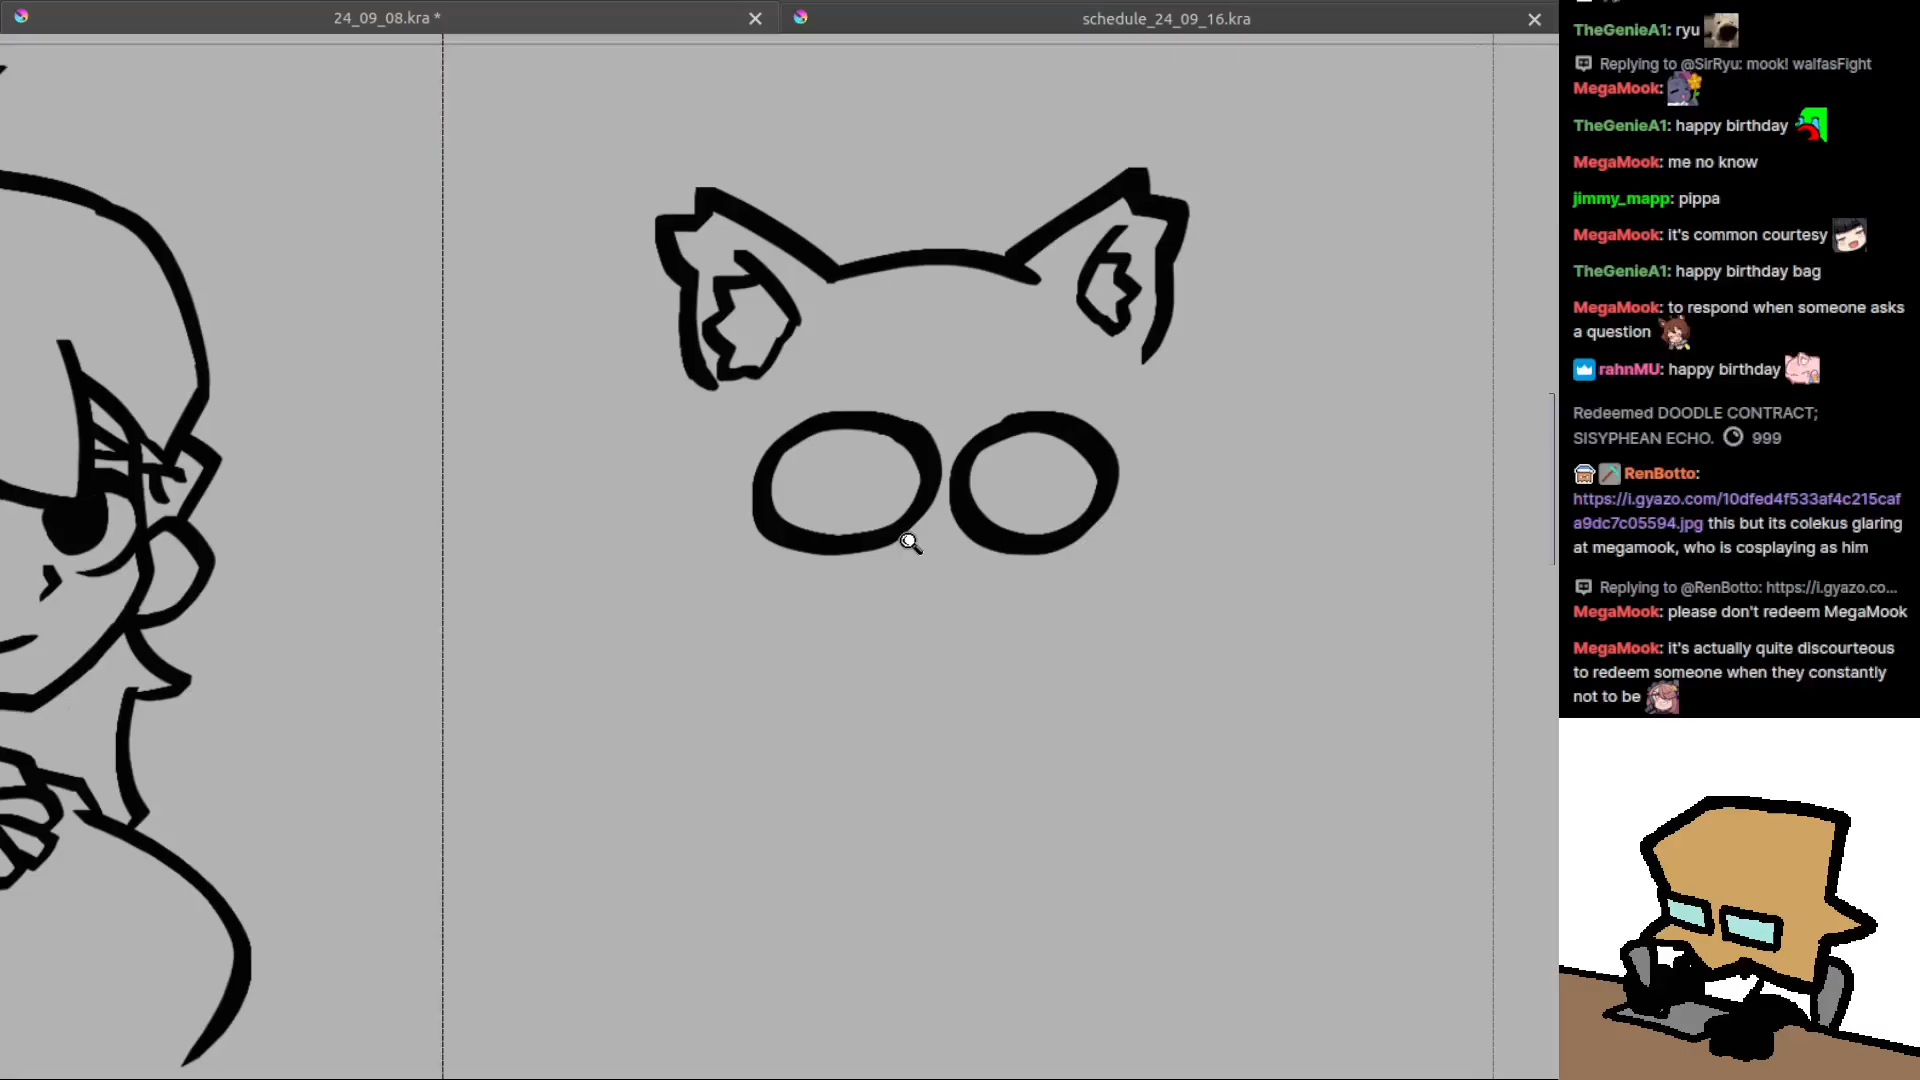 24_09_08.kra *
schedule_24_09_16.kra
TheGenieA1: ryu
Replying to @SirRyu: mook! walfasFight
MegaMook:
TheGenieA1: happy birthday
MegaMook: me no know
jimmy_mapp: pippa
MegaMook: it's common courtesy
TheGenieA1: happy birthday bag
MegaMook: to respond when someone asks
a question
rahnMU: happy birthday
Redeemed DOODLE CONTRACT;
SISYPHEAN ECHO. 999
RenBotto:
https://i.gyazo.com/10dfed4f533af4c215caf
a9dc7c05594.jpg this but its colekus glaring
at megamook, who is cosplaying as him
Replying to @RenBotto: https://i.gyazo.co...
MegaMook: please don't redeem MegaMook
MegaMook: it's actually quite discourteous
to redeem someone when they constantly
not to be